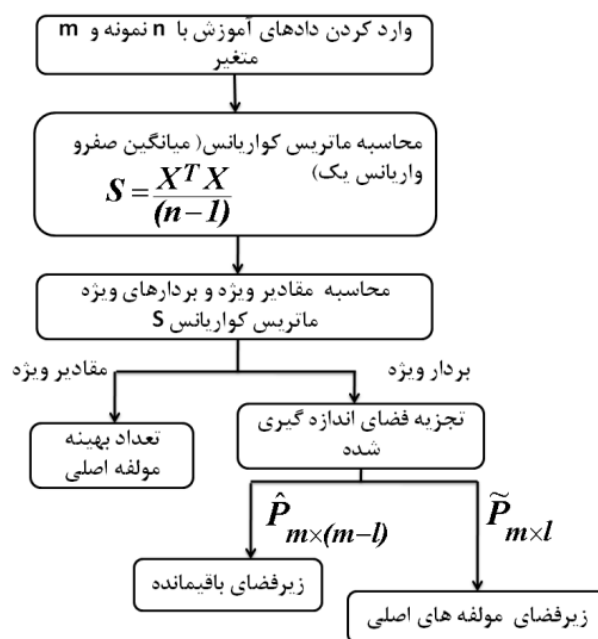 وارد کردن دادهای آموزش با n نمونه و m
متغیر
محاسبه ماتریس کواریانس( میانگین صفرو
واریانس یک)
S = X^T X / (n-1)
محاسبه مقادیر ویژه و بردارهای ویژه
ماتریس کواریانس S
بردار ویژه
مقادیر ویژه
تجزیه فضای اندازه گیری
شده
تعداد بهینه
مولفه اصلی
P̃ m×l
P̂ m×(m-l)
زیرفضای باقیمانده
زیرفضای مولفه های اصلی